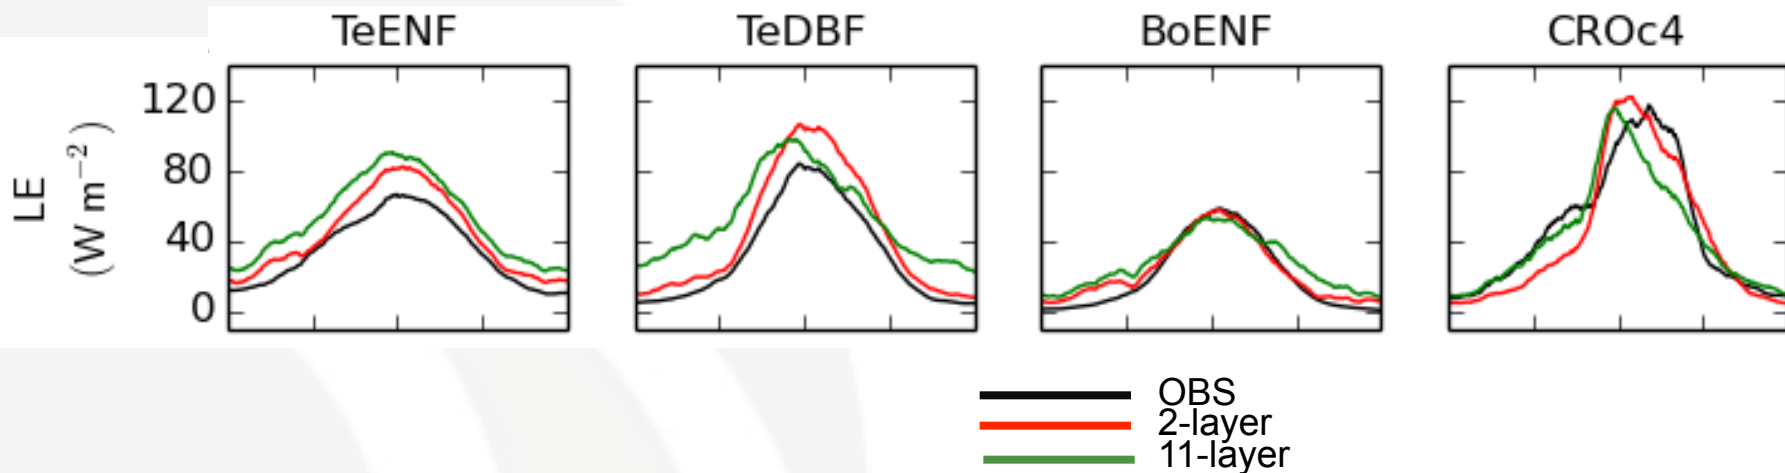 TeENF TeDBF BoENF CROc4
LE
(W m⁻²)
120
80
40
0
OBS
2-layer
11-layer